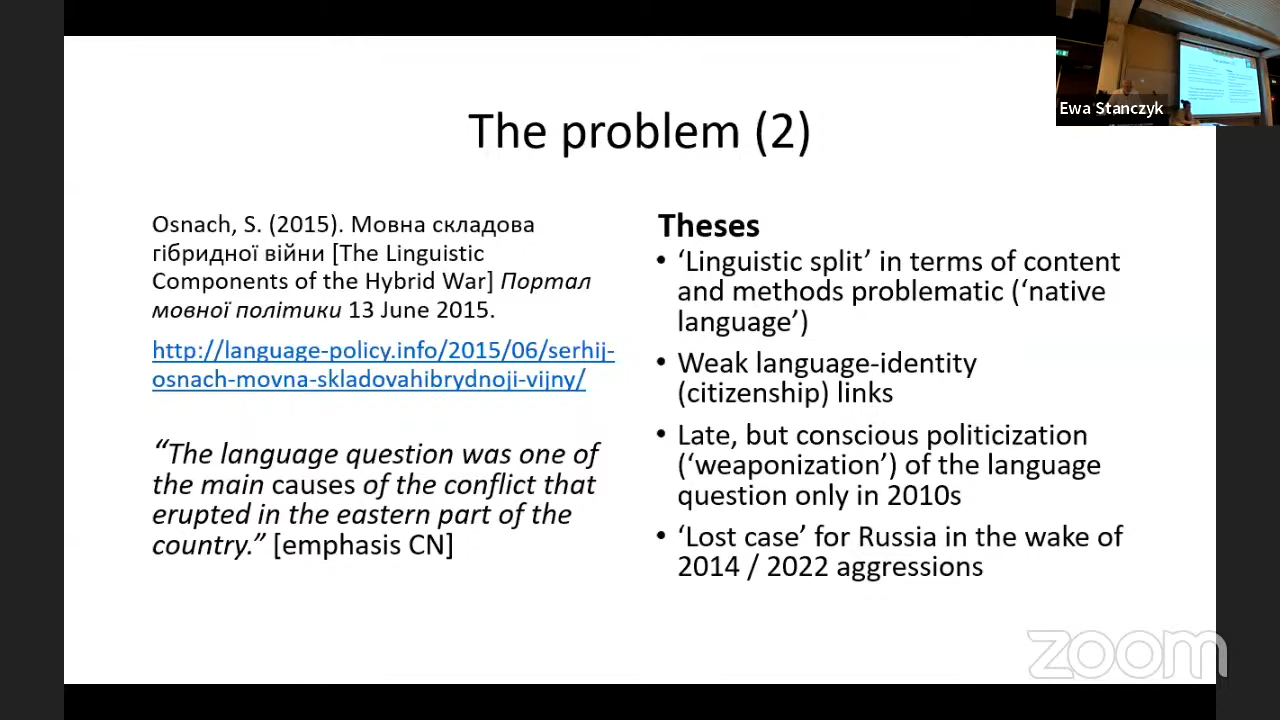 The problem (2)
Osnach, S. (2015). Мовна складова
гібридної війни [The Linguistic
Components of the Hybrid War] Портал
мовної політики 13 June 2015.
http://language-policy.info/2015/06/serhij-
osnach-movna-skladovahibrydnoji-vijny/
“The language question was one of
the main causes of the conflict that
erupted in the eastern part of the
country.” [emphasis CN]
Theses
• ‘Linguistic split’ in terms of content
and methods problematic (‘native
language’)
• Weak language-identity
(citizenship) links
• Late, but conscious politicization
(‘weaponization’) of the language
question only in 2010s
• ‘Lost case’ for Russia in the wake of
2014 / 2022 aggressions
Ewa Stanczyk
zoom